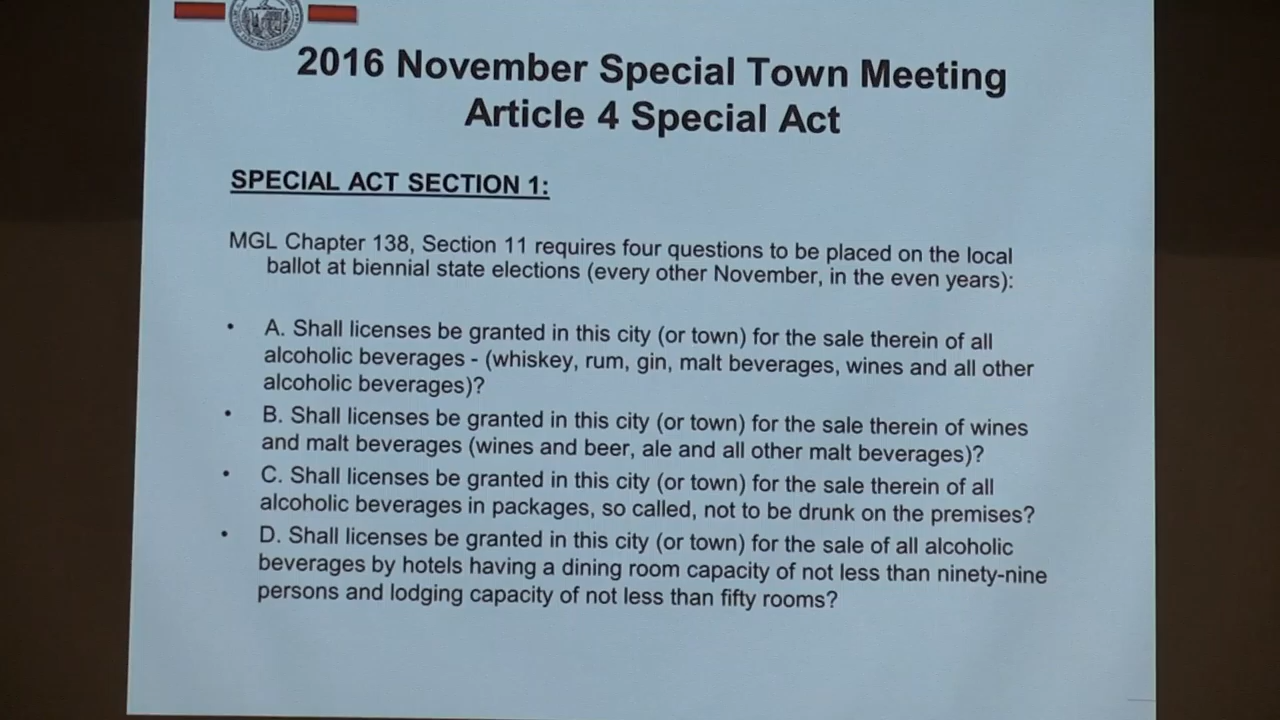 2016 November Special Town Meeting
Article 4 Special Act
SPECIAL ACT SECTION 1:
MGL Chapter 138, Section 11 requires four questions to be placed on the local
ballot at biennial state elections (every other November, in the even years):
• A. Shall licenses be granted in this city (or town) for the sale therein of all
alcoholic beverages - (whiskey, rum, gin, malt beverages, wines and all other
alcoholic beverages)?
• B. Shall licenses be granted in this city (or town) for the sale therein of wines
and malt beverages (wines and beer, ale and all other malt beverages)?
• C. Shall licenses be granted in this city (or town) for the sale therein of all
alcoholic beverages in packages, so called, not to be drunk on the premises?
• D. Shall licenses be granted in this city (or town) for the sale of all alcoholic
beverages by hotels having a dining room capacity of not less than ninety-nine
persons and lodging capacity of not less than fifty rooms?